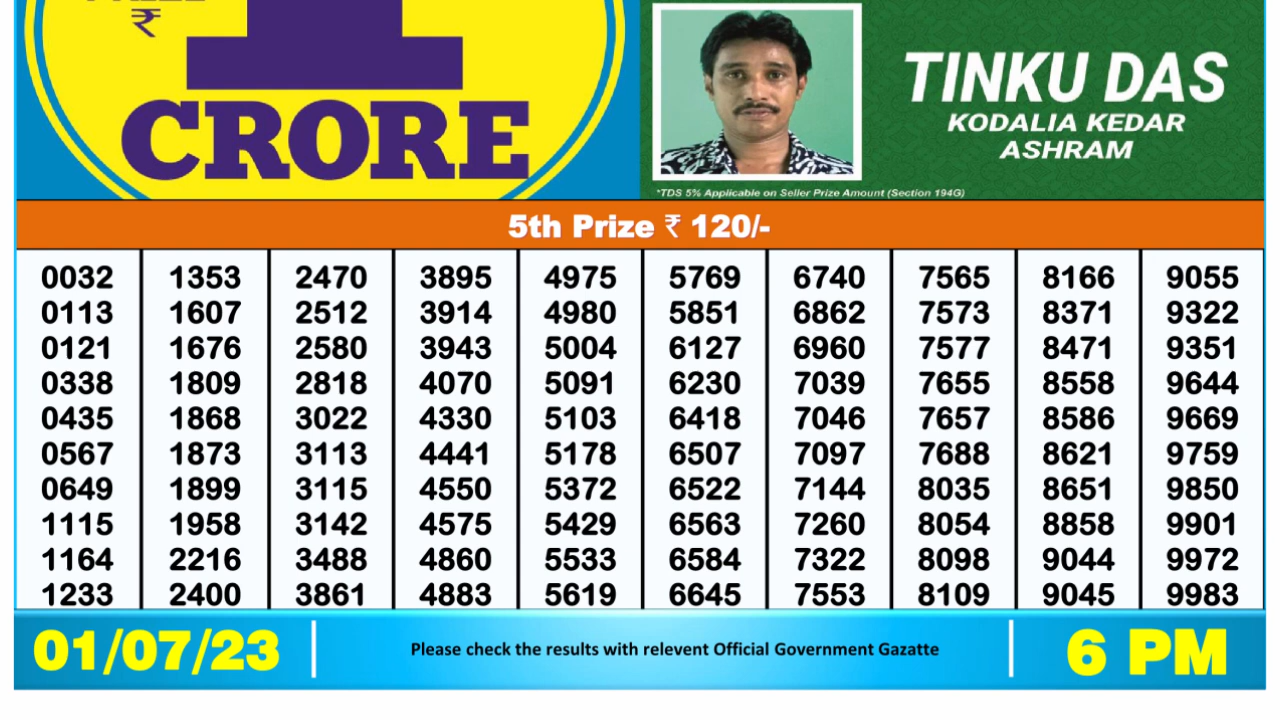 ₹
CRORE
TINKU DAS
KODALIA KEDAR
ASHRAM
*TDS 5% Applicable on Seller Prize Amount (Section 194G)
5th Prize ₹ 120/-
0032 1353 2470 3895 4975 5769 6740 7565 8166 9055
0113 1607 2512 3914 4980 5851 6862 7573 8371 9322
0121 1676 2580 3943 5004 6127 6960 7577 8471 9351
0338 1809 2818 4070 5091 6230 7039 7655 8558 9644
0435 1868 3022 4330 5103 6418 7046 7657 8586 9669
0567 1873 3113 4441 5178 6507 7097 7688 8621 9759
0649 1899 3115 4550 5372 6522 7144 8035 8651 9850
1115 1958 3142 4575 5429 6563 7260 8054 8858 9901
1164 2216 3488 4860 5533 6584 7322 8098 9044 9972
1233 2400 3861 4883 5619 6645 7553 8109 9045 9983
01/07/23
Please check the results with relevent Official Government Gazatte
6 PM